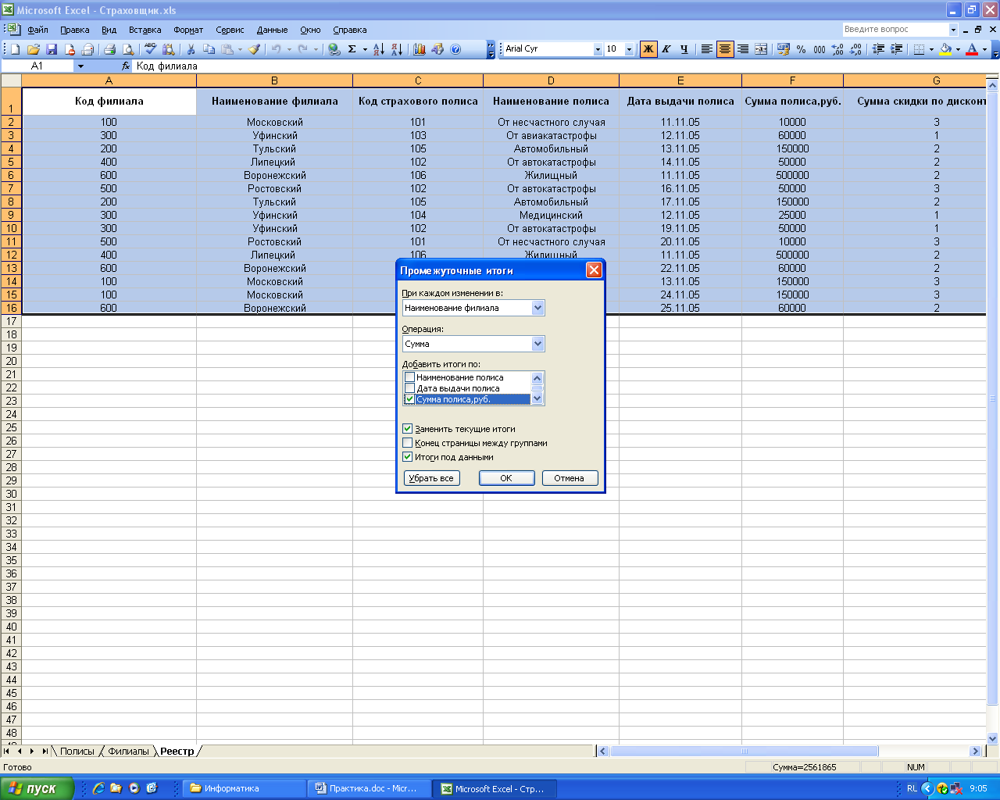 Microsoft Excel - Страховщик.xls
Файл Правка Вид Вставка Формат Сервис Данные Окно Справка Введите вопрос
Arial Cyr 10 Ж К Ч
A1 fx Код филиала
A B C D E F G
1 Код филиала Наименование филиала Код страхового полиса Наименование полиса Дата выдачи полиса Сумма полиса,руб. Сумма скидки по дисконт
2 100 Московский 101 От несчастного случая 11.11.05 10000 3
3 300 Уфинский 103 От авиакатастрофы 12.11.05 60000 1
4 200 Тульский 105 Автомобильный 13.11.05 150000 2
5 400 Липецкий 102 От автокатастрофы 14.11.05 50000 2
6 600 Воронежский 106 Жилищный 11.11.05 500000 2
7 500 Ростовский 102 От автокатастрофы 16.11.05 50000 3
8 200 Тульский 105 Автомобильный 17.11.05 150000 2
9 300 Уфинский 104 Медицинский 12.11.05 25000 1
10 300 Уфинский 102 От автокатастрофы 19.11.05 50000 1
11 500 Ростовский 101 От несчастного случая 20.11.05 10000 3
12 400 Липецкий 106 Жилищный 11.11.05 500000 2
13 600 Воронежский 22.11.05 60000 2
14 100 Московский 13.11.05 150000 3
15 100 Московский 24.11.05 150000 3
16 600 Воронежский 25.11.05 60000 2
17
18
19
20
21
22
23
24
25
26
27
28
29
30
31
32
33
34
35
36
37
38
39
40
41
42
43
44
45
46
47
48
Промежуточные итоги
При каждом изменении в:
Наименование филиала
Операция:
Сумма
Добавить итоги по:
Наименование полиса
Дата выдачи полиса
Сумма полиса,руб.
Заменить текущие итоги
Конец страницы между группами
Итоги под данными
Убрать все OK Отмена
Полисы Филиалы Реестр
Готово Сумма=2561865 NUM
пуск Информатика Практика.doc - Micr... Microsoft Excel - Стр... RL 9:05